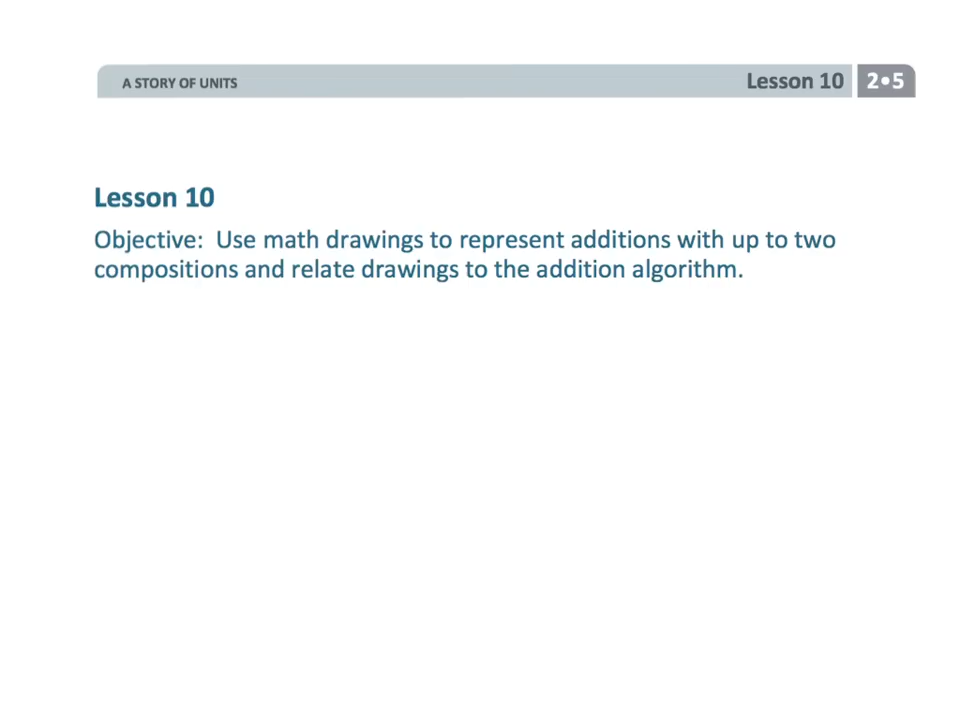 A STORY OF UNITS
Lesson 10
2•5
Lesson 10
Objective: Use math drawings to represent additions with up to two
compositions and relate drawings to the addition algorithm.